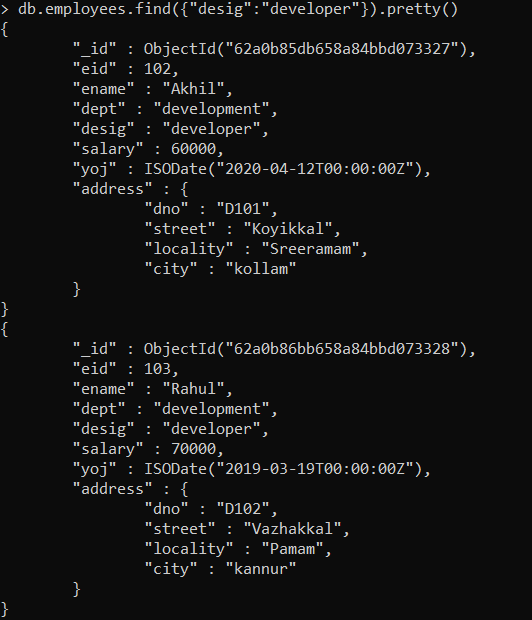 > db.employees.find({"desig":"developer"}).pretty()
{
        "_id" : ObjectId("62a0b85db658a84bbd073327"),
        "eid" : 102,
        "ename" : "Akhil",
        "dept" : "development",
        "desig" : "developer",
        "salary" : 60000,
        "yoj" : ISODate("2020-04-12T00:00:00Z"),
        "address" : {
                "dno" : "D101",
                "street" : "Koyikkal",
                "locality" : "Sreeramam",
                "city" : "kollam"
        }
}
{
        "_id" : ObjectId("62a0b86bb658a84bbd073328"),
        "eid" : 103,
        "ename" : "Rahul",
        "dept" : "development",
        "desig" : "developer",
        "salary" : 70000,
        "yoj" : ISODate("2019-03-19T00:00:00Z"),
        "address" : {
                "dno" : "D102",
                "street" : "Vazhakkal",
                "locality" : "Pamam",
                "city" : "kannur"
        }
}